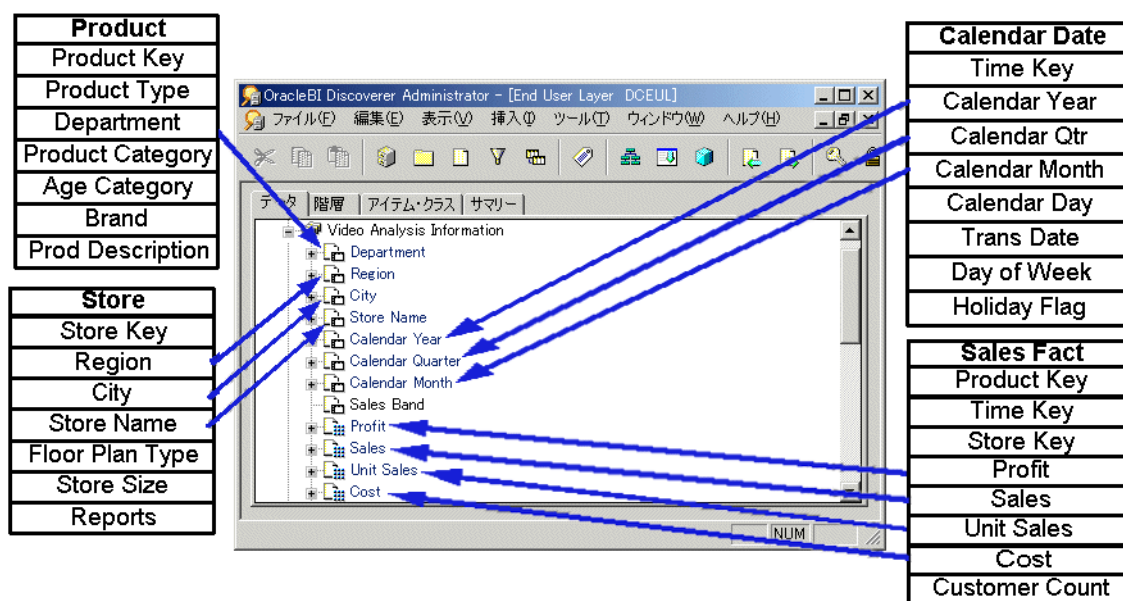 Product
Product Key
Product Type
Department
Product Category
Age Category
Brand
Prod Description
Store
Store Key
Region
City
Store Name
Floor Plan Type
Store Size
Reports
OracleBI Discoverer Administrator - [End User Layer DCEUL]
ファイル(F) 編集(E) 表示(V) 挿入(I) ツール(T) ウィンドウ(W) ヘルプ(H)
データ 階層 アイテム・クラス サマリー
Video Analysis Information
Department
Region
City
Store Name
Calendar Year
Calendar Quarter
Calendar Month
Sales Band
Profit
Sales
Unit Sales
Cost
NUM
Calendar Date
Time Key
Calendar Year
Calendar Qtr
Calendar Month
Calendar Day
Trans Date
Day of Week
Holiday Flag
Sales Fact
Product Key
Time Key
Store Key
Profit
Sales
Unit Sales
Cost
Customer Count